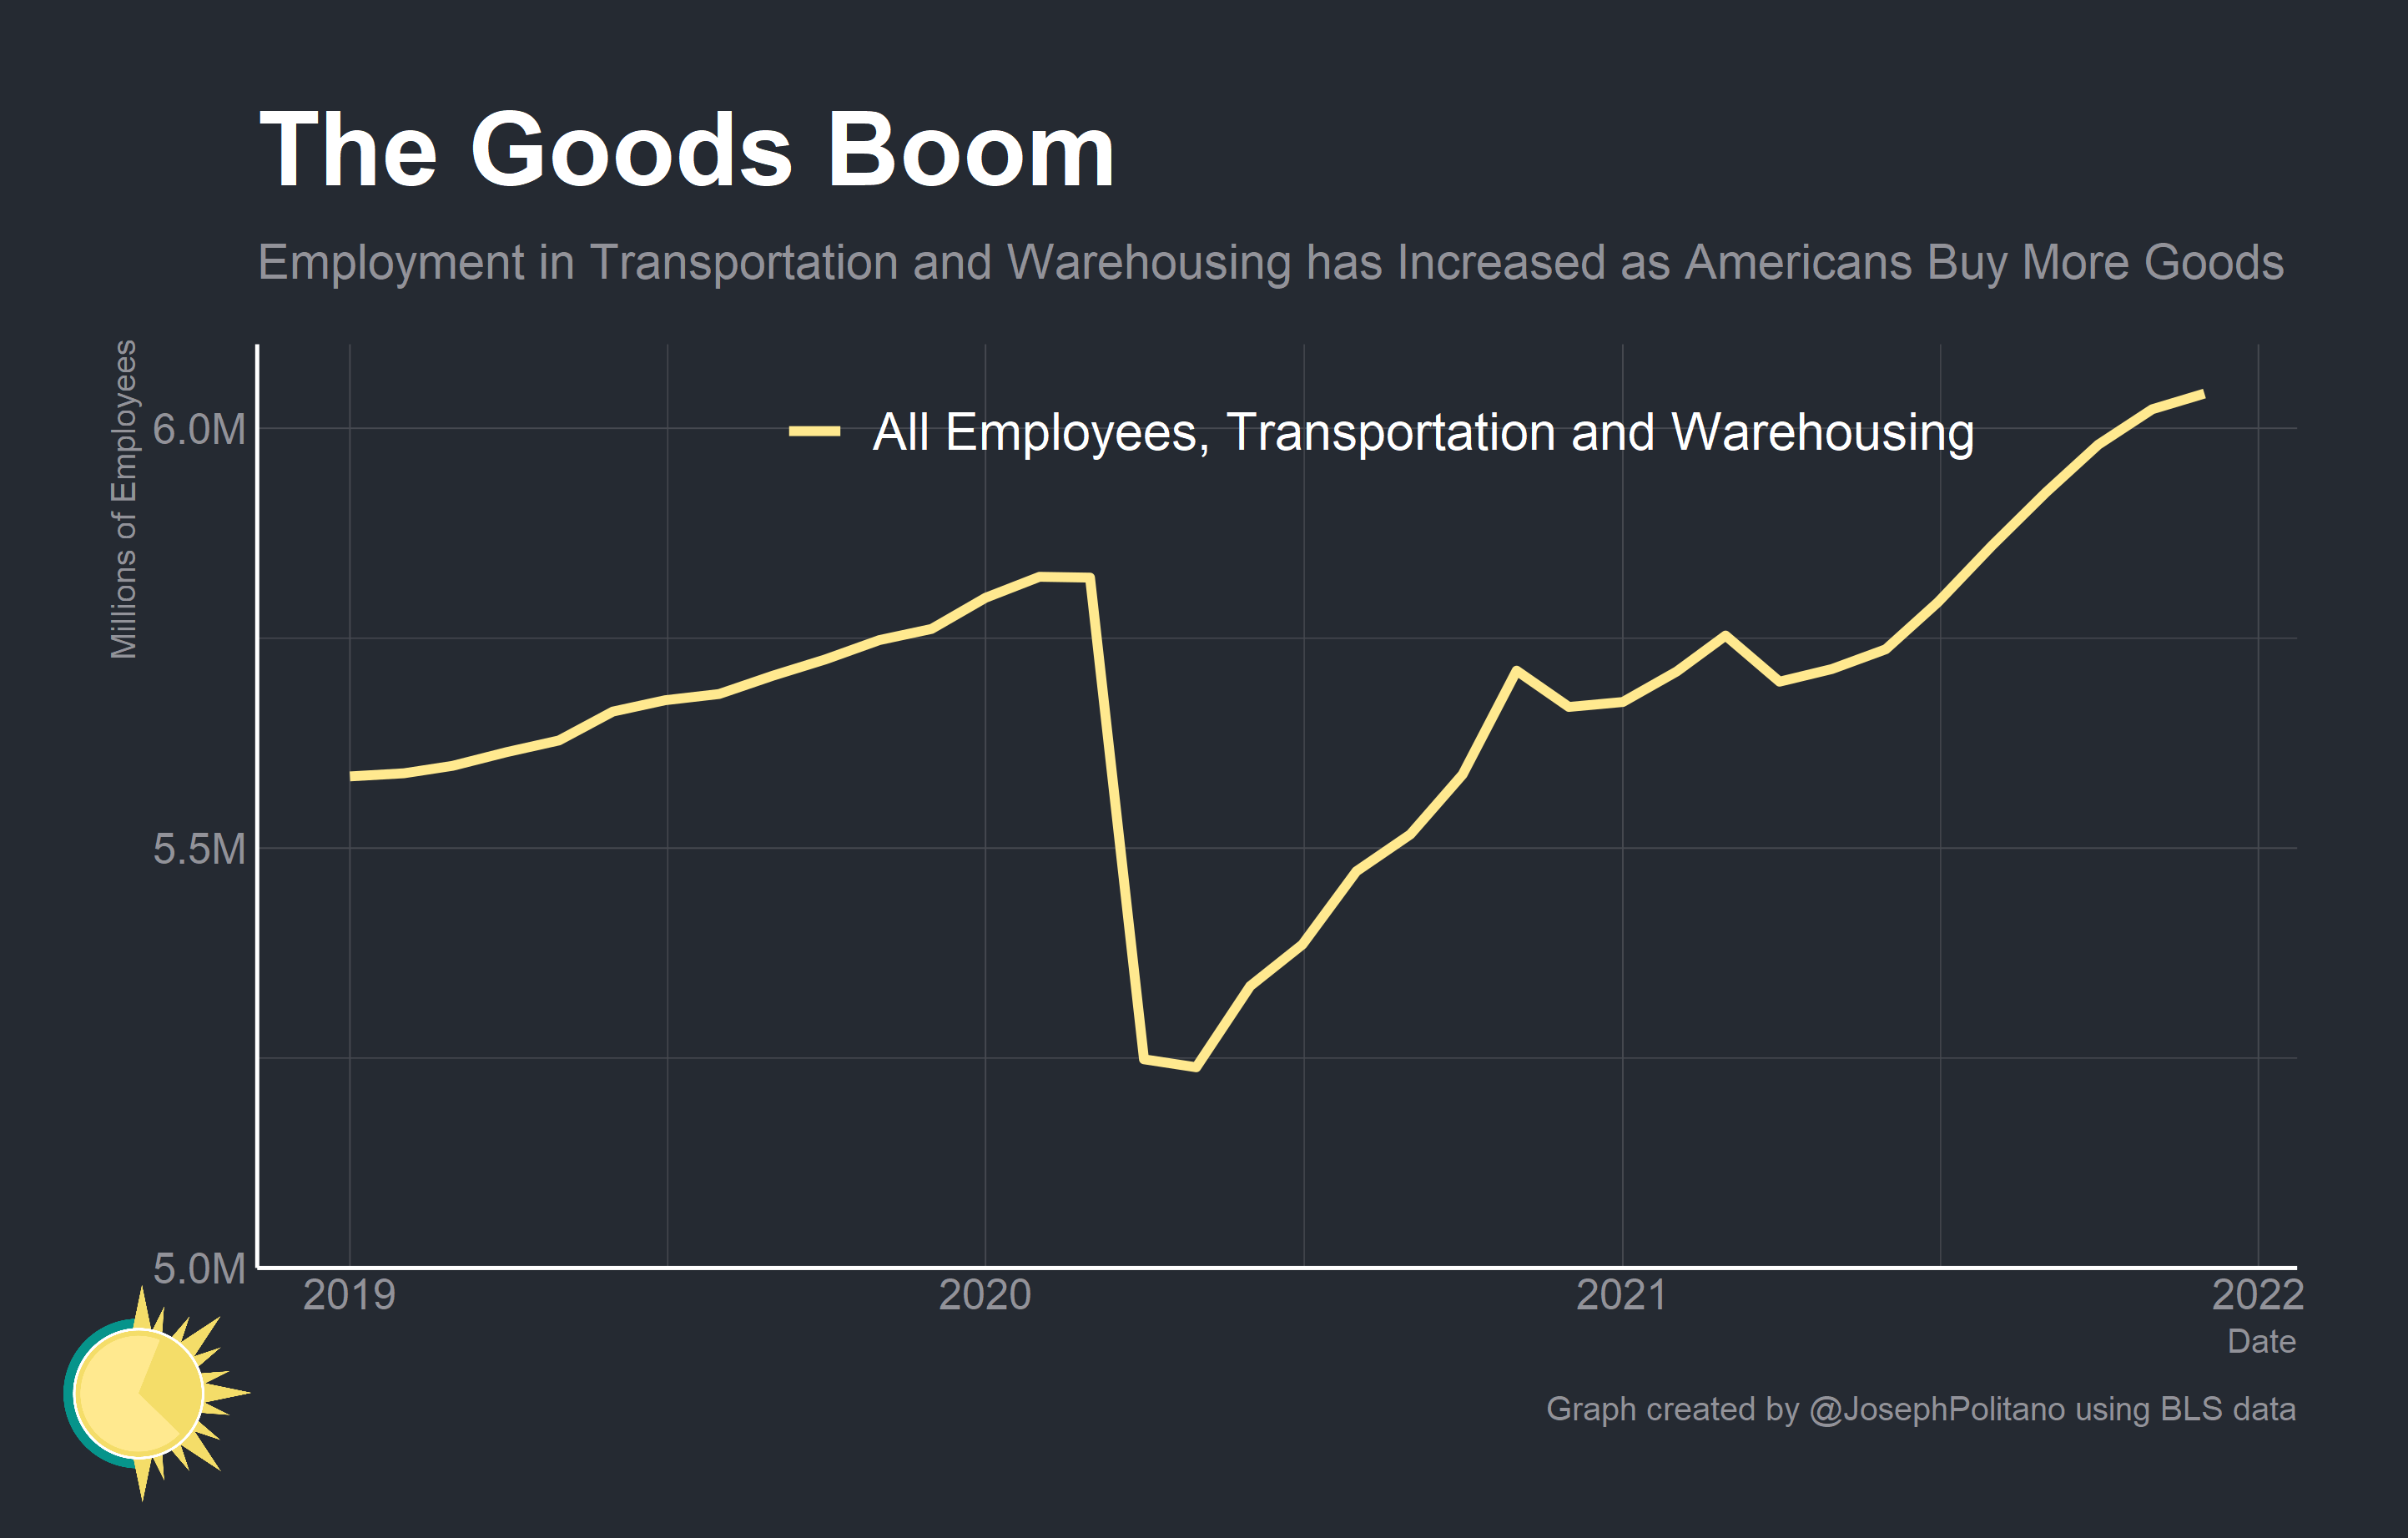 The Goods Boom
Employment in Transportation and Warehousing has Increased as Americans Buy More Goods
Millions of Employees
6.0M
All Employees, Transportation and Warehousing
5.5M
5.0M
2019 2020 2021 2022
Date
Graph created by @JosephPolitano using BLS data